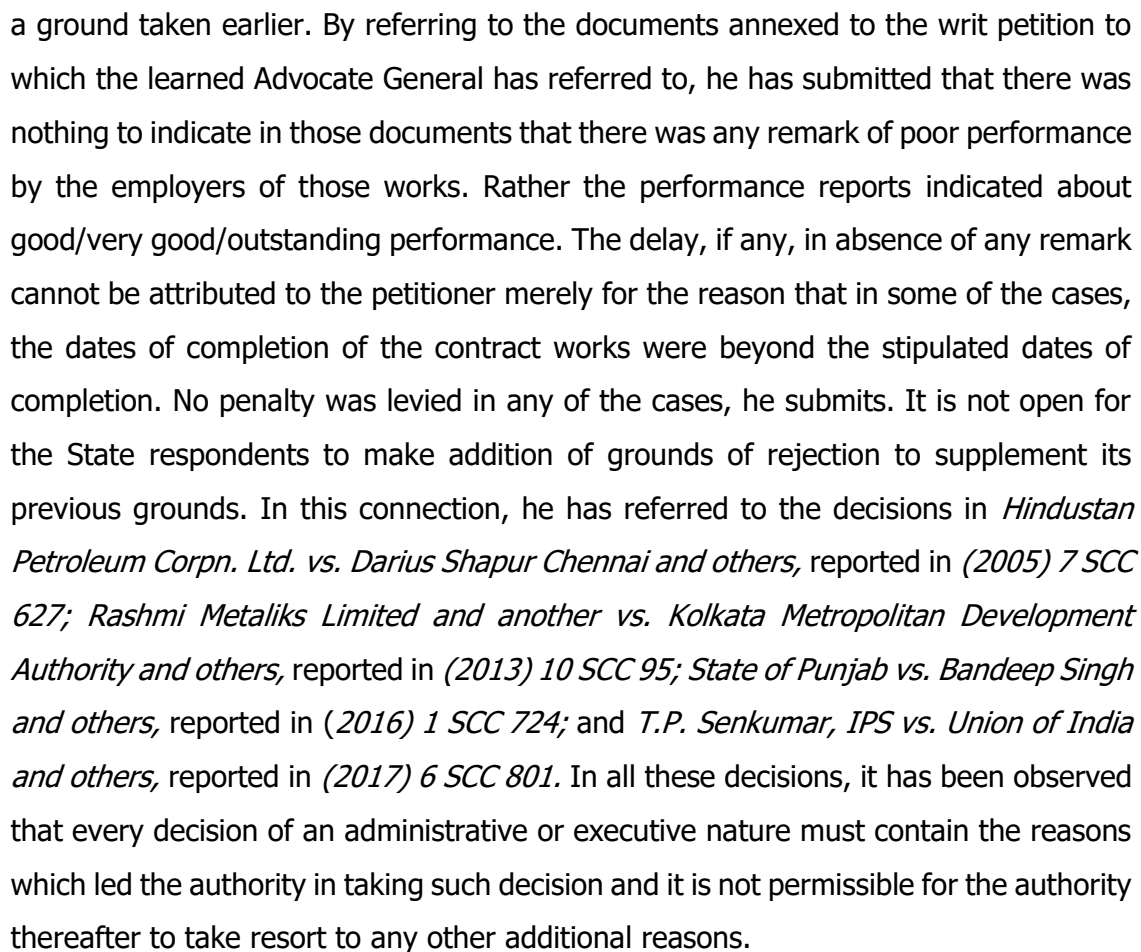 a ground taken earlier. By referring to the documents annexed to the writ petition to
which the learned Advocate General has referred to, he has submitted that there was
nothing to indicate in those documents that there was any remark of poor performance
by the employers of those works. Rather the performance reports indicated about
good/very good/outstanding performance. The delay, if any, in absence of any remark
cannot be attributed to the petitioner merely for the reason that in some of the cases,
the dates of completion of the contract works were beyond the stipulated dates of
completion. No penalty was levied in any of the cases, he submits. It is not open for
the State respondents to make addition of grounds of rejection to supplement its
previous grounds. In this connection, he has referred to the decisions in Hindustan
Petroleum Corpn. Ltd. vs. Darius Shapur Chennai and others, reported in (2005) 7 SCC
627; Rashmi Metaliks Limited and another vs. Kolkata Metropolitan Development
Authority and others, reported in (2013) 10 SCC 95; State of Punjab vs. Bandeep Singh
and others, reported in (2016) 1 SCC 724; and T.P. Senkumar, IPS vs. Union of India
and others, reported in (2017) 6 SCC 801. In all these decisions, it has been observed
that every decision of an administrative or executive nature must contain the reasons
which led the authority in taking such decision and it is not permissible for the authority
thereafter to take resort to any other additional reasons.